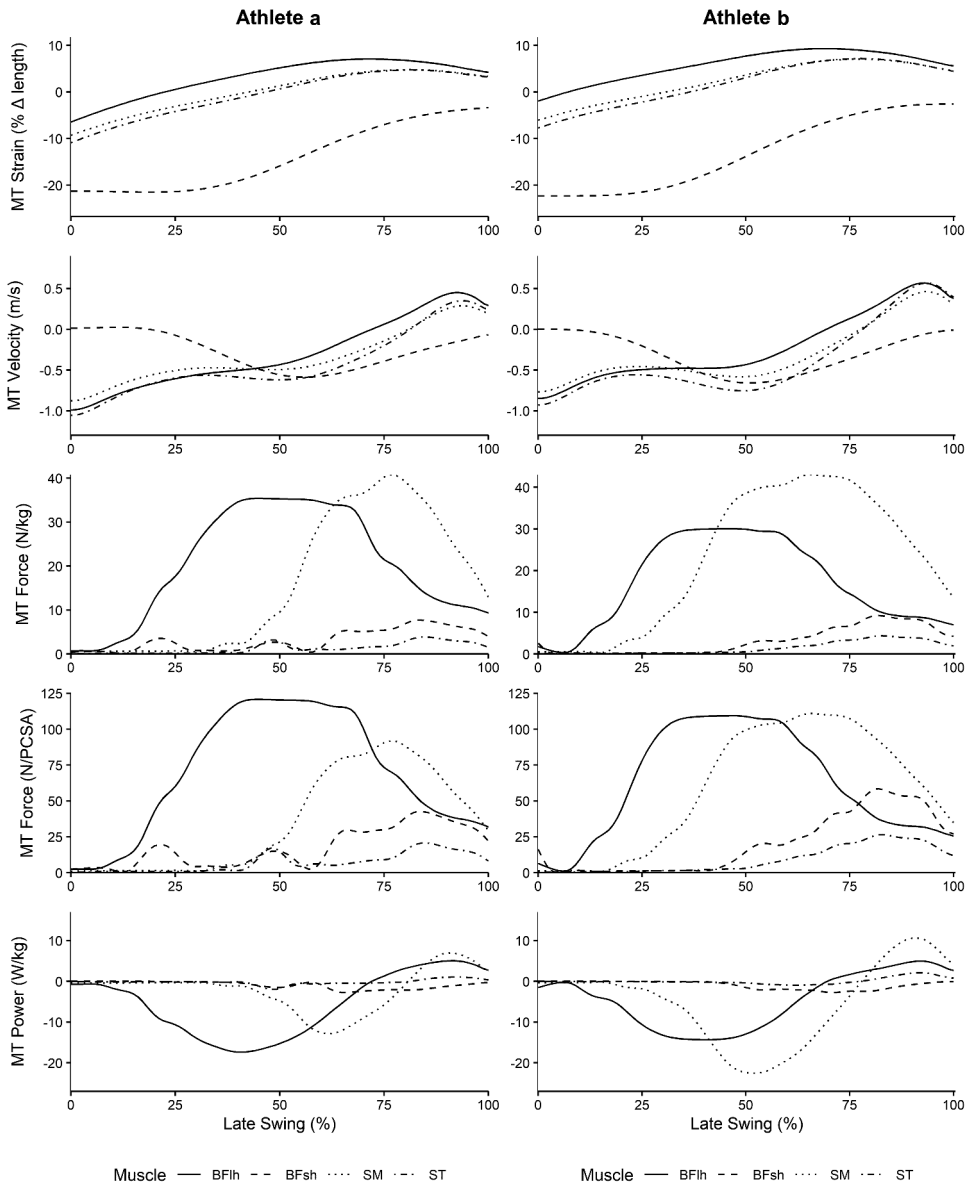 Athlete a Athlete b
MT Strain (% Δ length)
10 10
0 0
-10 -10
-20 -20
0 25 50 75 100 0 25 50 75 100
MT Velocity (m/s)
0.5 0.5
0.0 0.0
-0.5 -0.5
-1.0 -1.0
0 25 50 75 100 0 25 50 75 100
MT Force (N/kg)
40 40
30 30
20 20
10 10
0 0
0 25 50 75 100 0 25 50 75 100
MT Force (N/PCSA)
125 125
100 100
75 75
50 50
25 25
0 0
0 25 50 75 100 0 25 50 75 100
MT Power (W/kg)
10 10
0 0
-10 -10
-20 -20
0 25 50 75 100 0 25 50 75 100
Late Swing (%) Late Swing (%)
Muscle BFlh BFsh SM ST Muscle BFlh BFsh SM ST